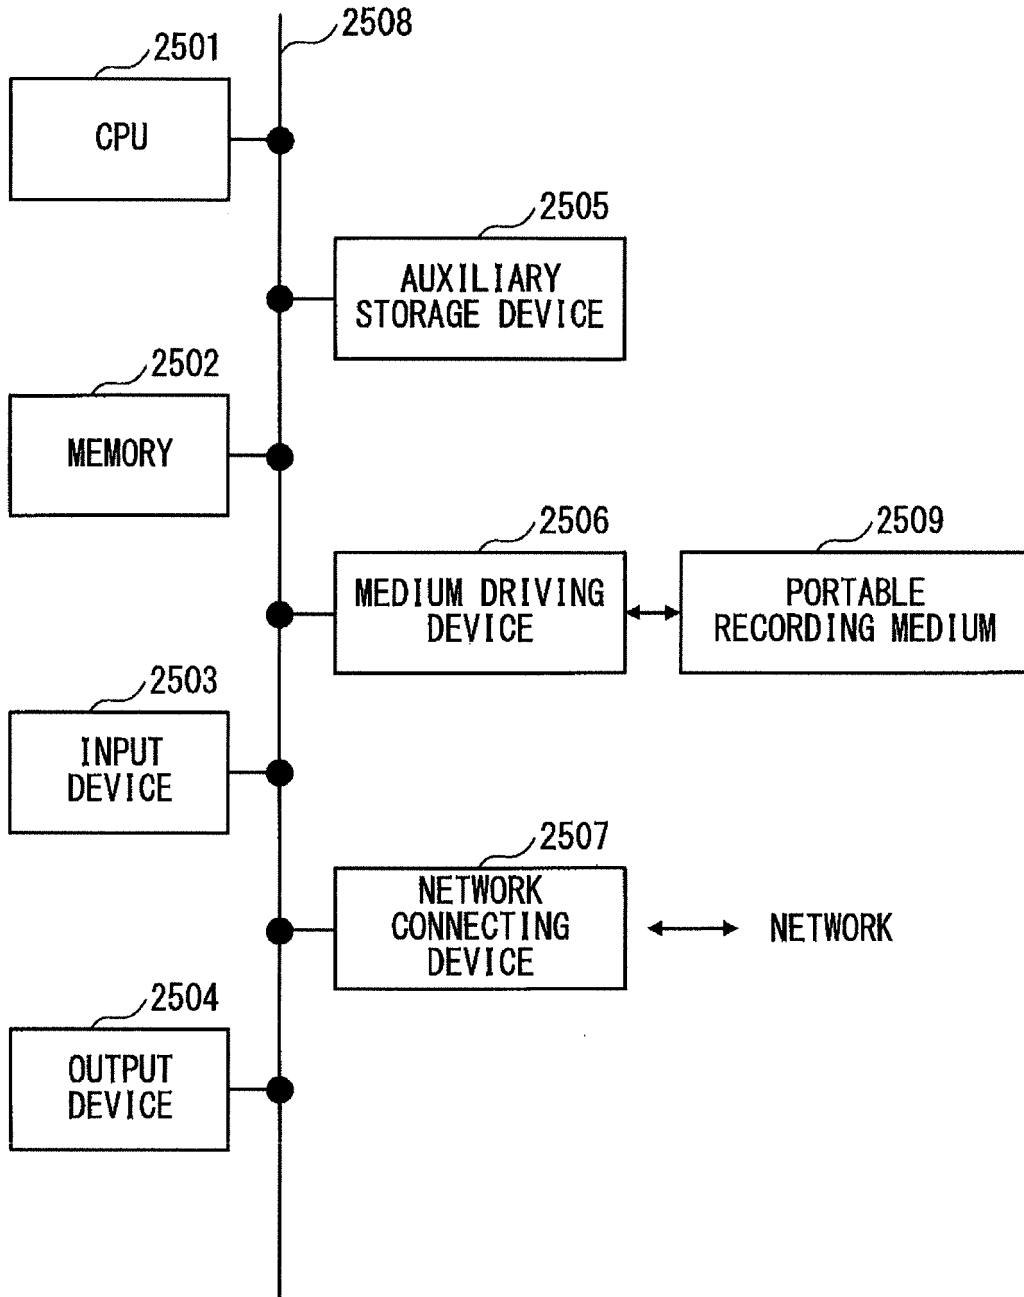 2508
2501
CPU
2505
AUXILIARY
STORAGE DEVICE
2502
MEMORY
2506
MEDIUM DRIVING
DEVICE
2509
PORTABLE
RECORDING MEDIUM
2503
INPUT
DEVICE
2507
NETWORK
CONNECTING
DEVICE
NETWORK
2504
OUTPUT
DEVICE